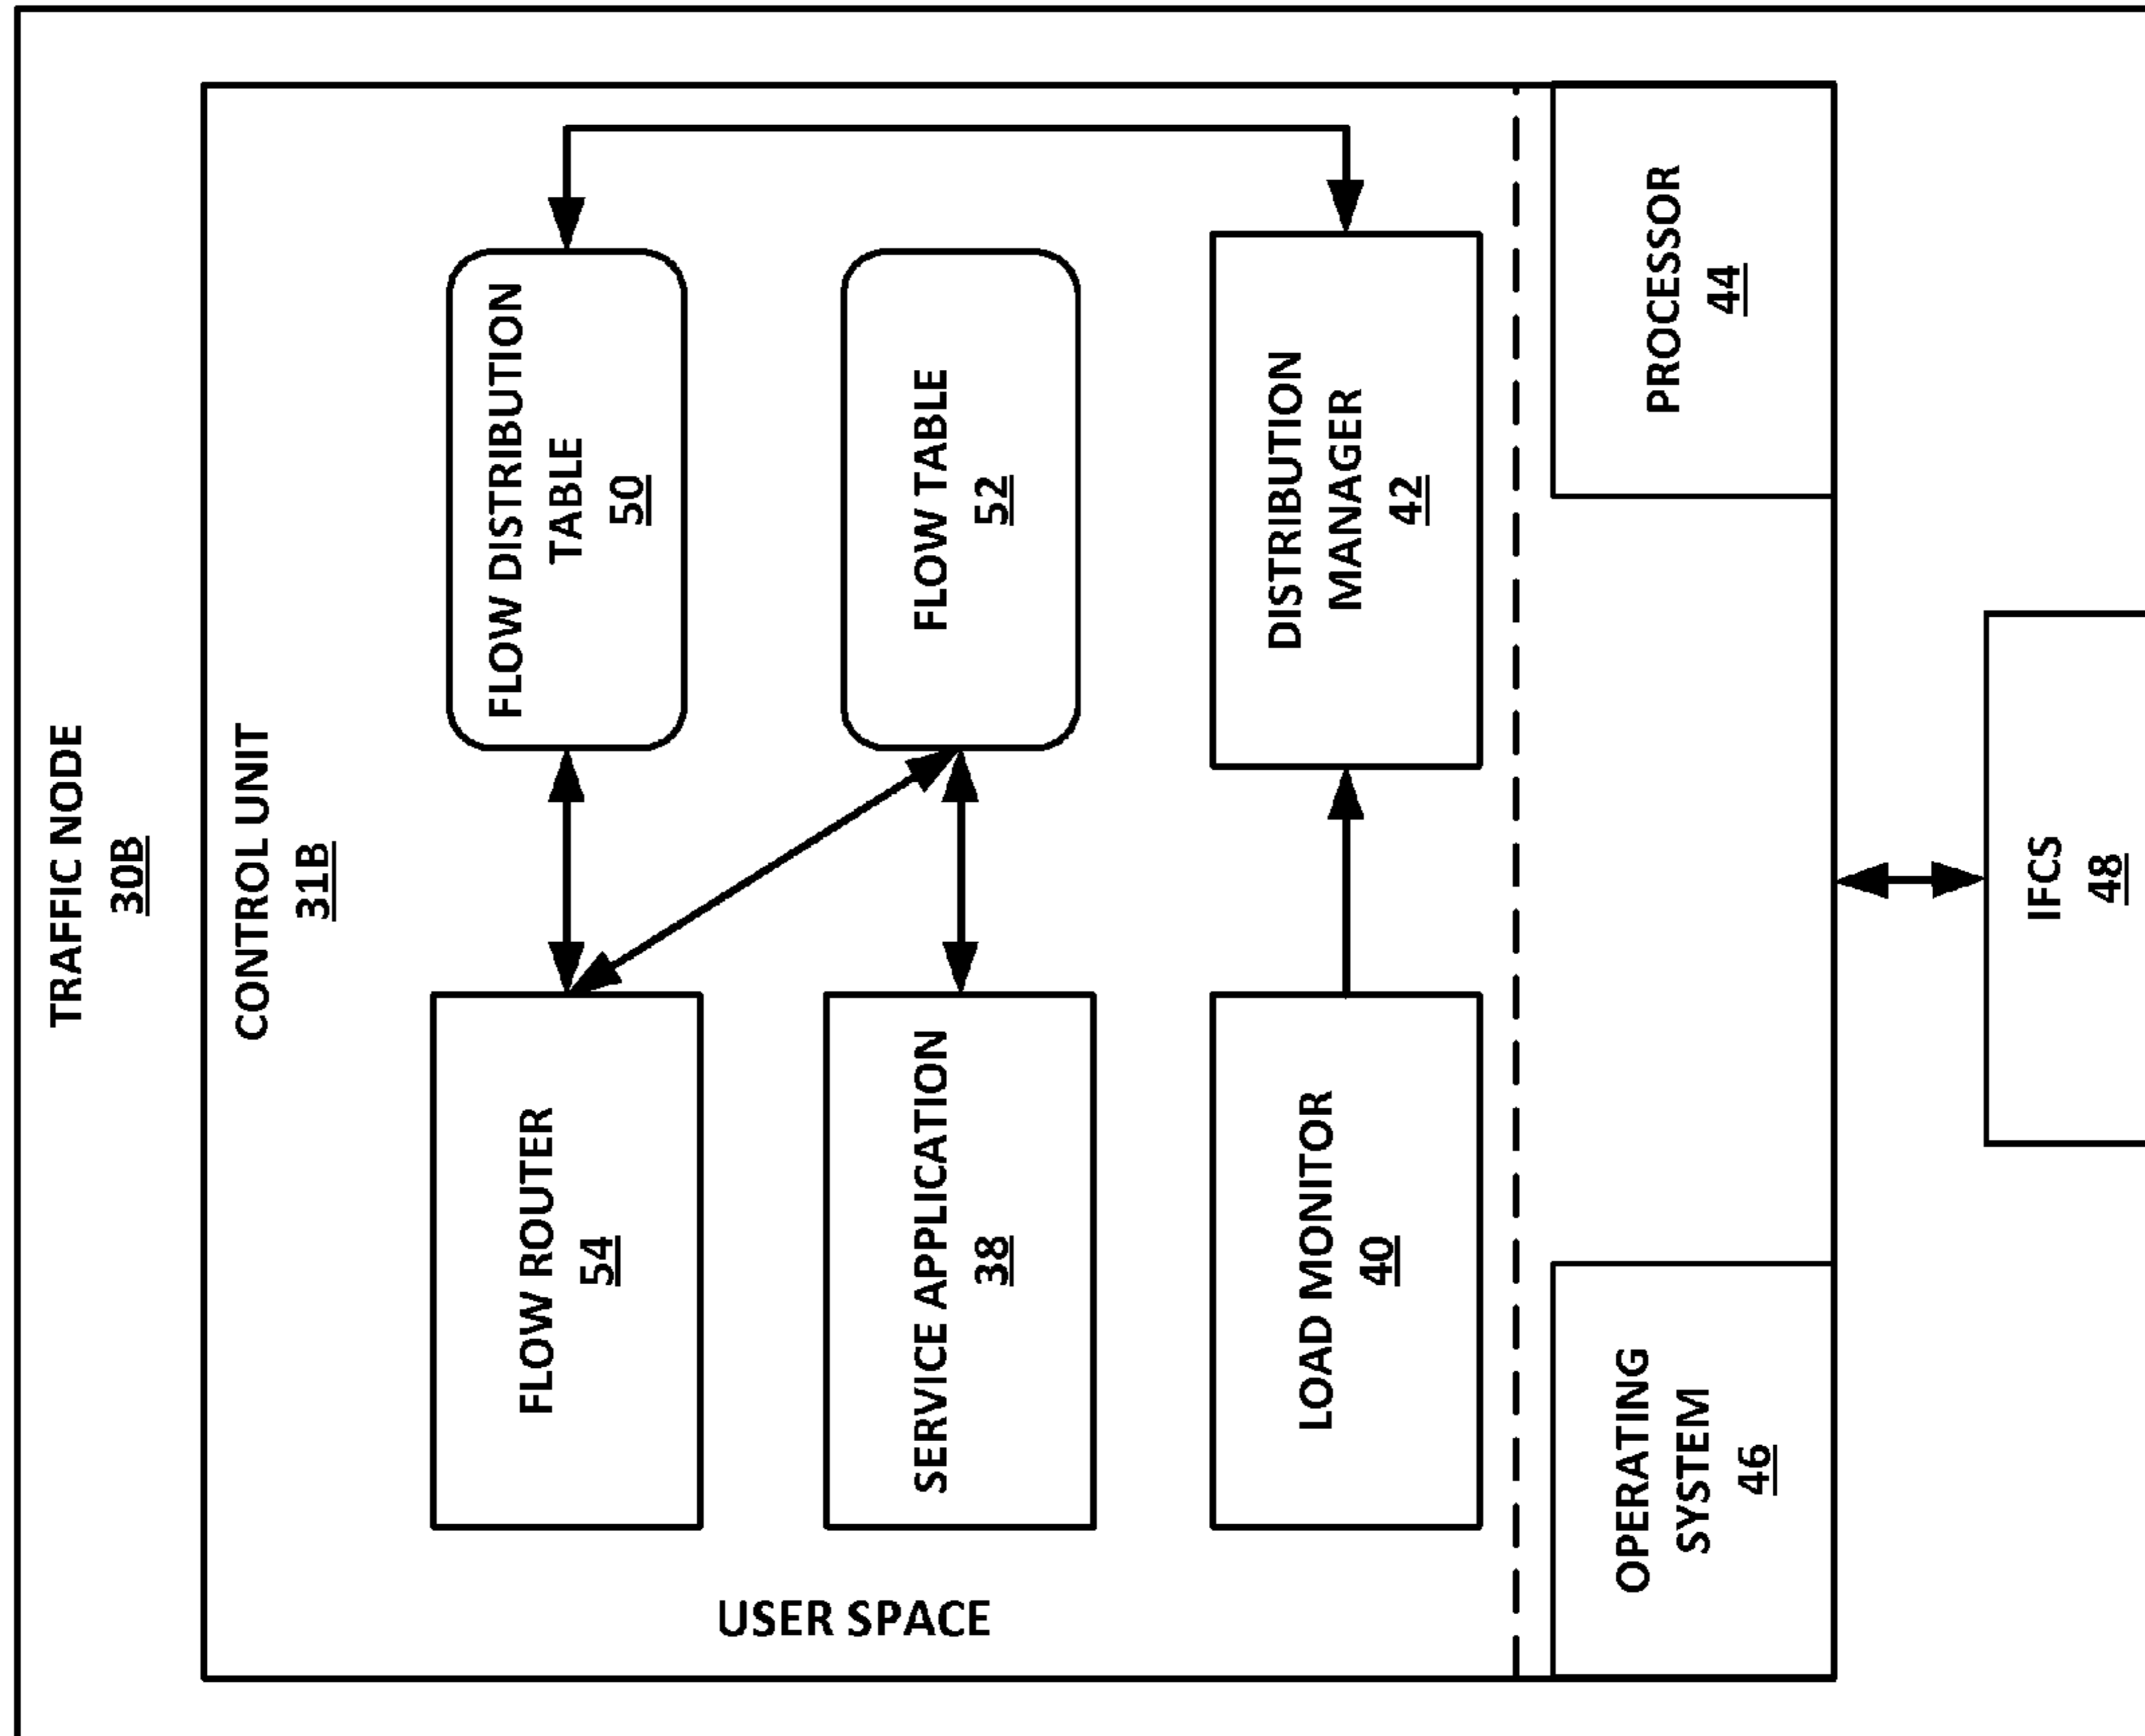 TRAFFIC NODE
30B
CONTROL UNIT
31B
FLOW ROUTER
54
FLOW DISTRIBUTION
TABLE
50
SERVICE APPLICATION
38
FLOW TABLE
52
LOAD MONITOR
40
DISTRIBUTION
MANAGER
42
USER SPACE
OPERATING
SYSTEM
46
PROCESSOR
44
IFCS
48